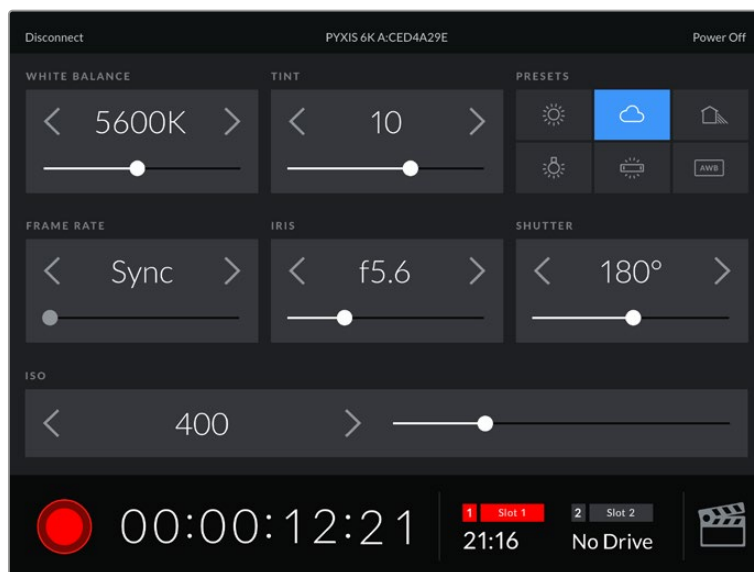 Disconnect PYXIS 6K A:CED4A29E Power Off
WHITE BALANCE TINT PRESETS
5600K 10
AWB
FRAME RATE IRIS SHUTTER
Sync f5.6 180°
ISO
400
00:00:12:21
1 Slot 1 2 Slot 2
21:16 No Drive